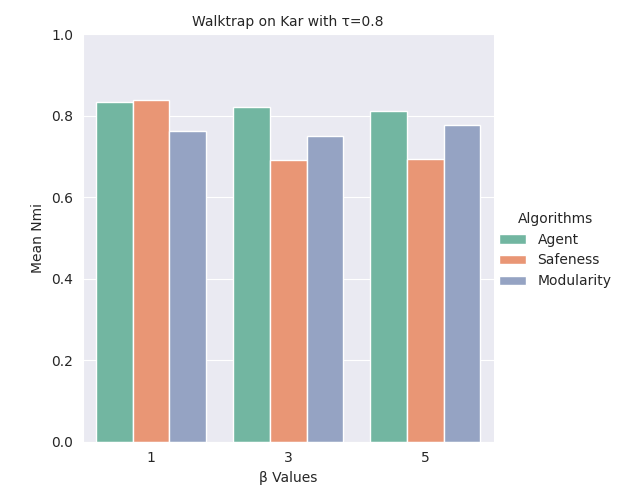 Walktrap on Kar with τ=0.8
1.0
0.8
0.6
0.4
0.2
0.0
Mean Nmi
1
3
5
β Values
Algorithms
Agent
Safeness
Modularity